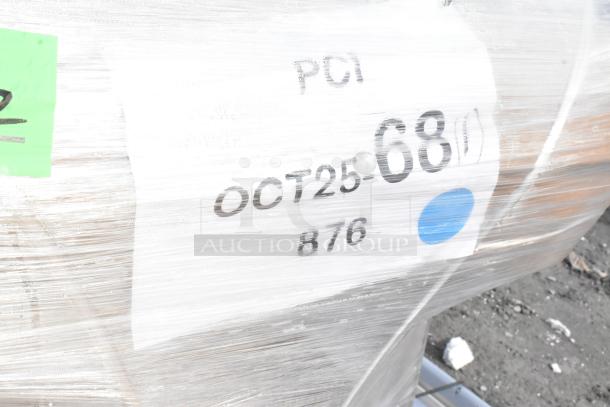 PCI
OCT25-68(1)
876
AUCTION GROUP